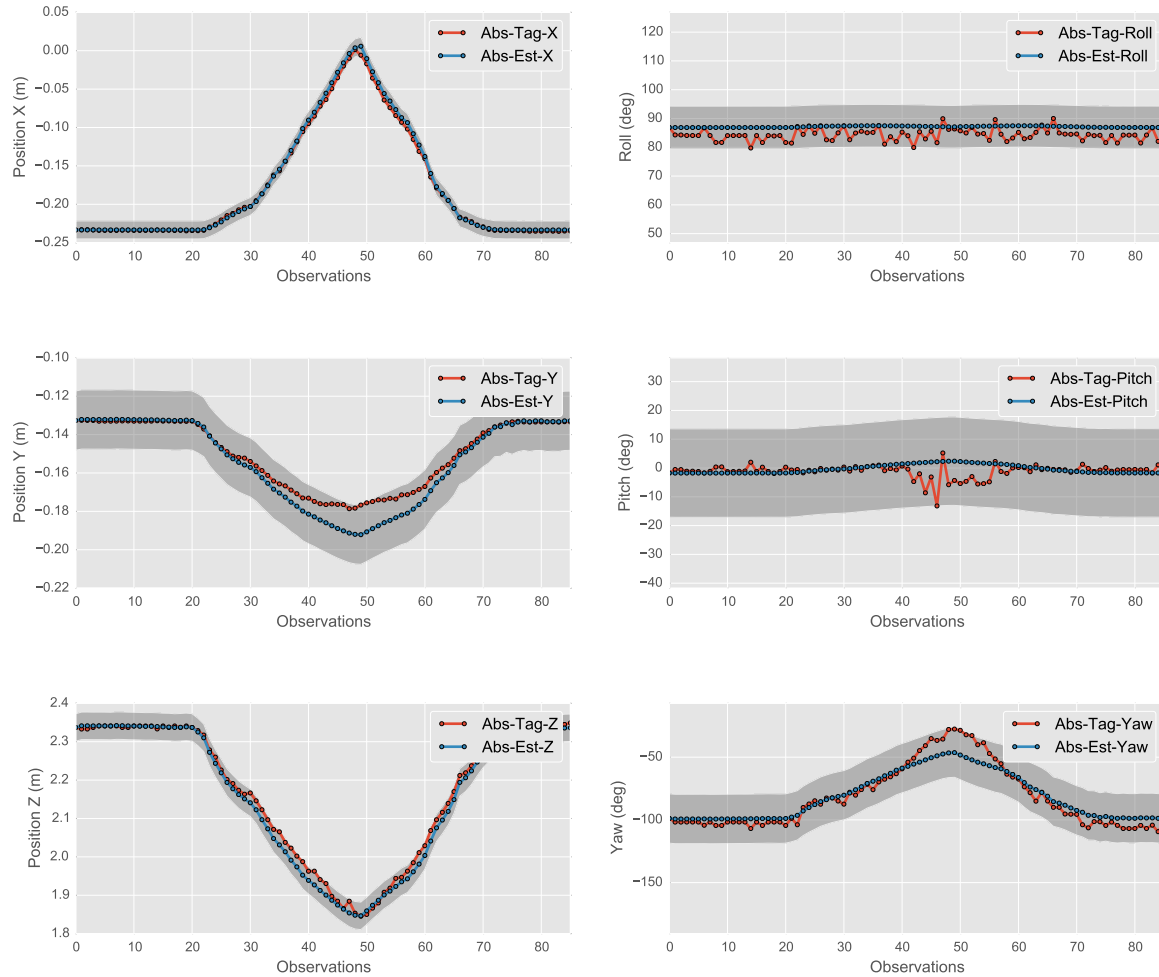 0.05
0.00
−0.05
−0.10
−0.15
−0.20
−0.25
Position X (m)
Abs-Tag-X
Abs-Est-X
0 10 20 30 40 50 60 70 80
Observations
120
110
100
90
80
70
60
50
Roll (deg)
Abs-Tag-Roll
Abs-Est-Roll
0 10 20 30 40 50 60 70 80
Observations
−0.10
−0.12
−0.14
−0.16
−0.18
−0.20
−0.22
Position Y (m)
Abs-Tag-Y
Abs-Est-Y
0 10 20 30 40 50 60 70 80
Observations
30
20
10
0
−10
−20
−30
−40
Pitch (deg)
Abs-Tag-Pitch
Abs-Est-Pitch
0 10 20 30 40 50 60 70 80
Observations
2.4
2.3
2.2
2.1
2.0
1.9
1.8
Position Z (m)
Abs-Tag-Z
Abs-Est-Z
0 10 20 30 40 50 60 70 80
Observations
−50
−100
−150
Yaw (deg)
Abs-Tag-Yaw
Abs-Est-Yaw
0 10 20 30 40 50 60 70 80
Observations